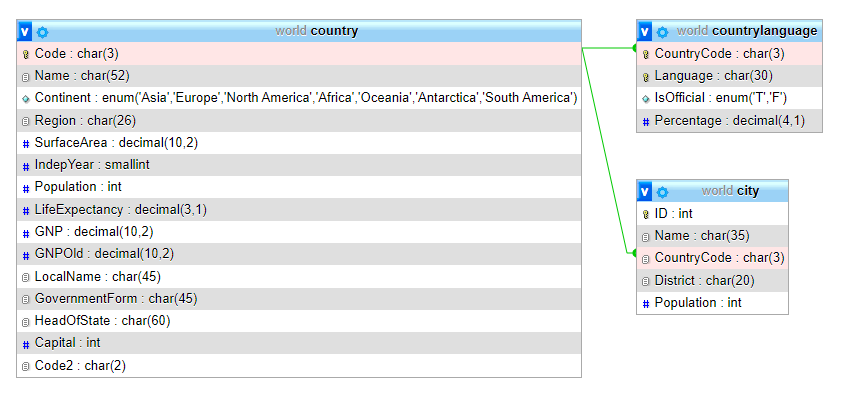 world country
Code : char(3)
Name : char(52)
Continent : enum('Asia','Europe','North America','Africa','Oceania','Antarctica','South America')
Region : char(26)
SurfaceArea : decimal(10,2)
IndepYear : smallint
Population : int
LifeExpectancy : decimal(3,1)
GNP : decimal(10,2)
GNPOld : decimal(10,2)
LocalName : char(45)
GovernmentForm : char(45)
HeadOfState : char(60)
Capital : int
Code2 : char(2)
world countrylanguage
CountryCode : char(3)
Language : char(30)
IsOfficial : enum('T','F')
Percentage : decimal(4,1)
world city
ID : int
Name : char(35)
CountryCode : char(3)
District : char(20)
Population : int